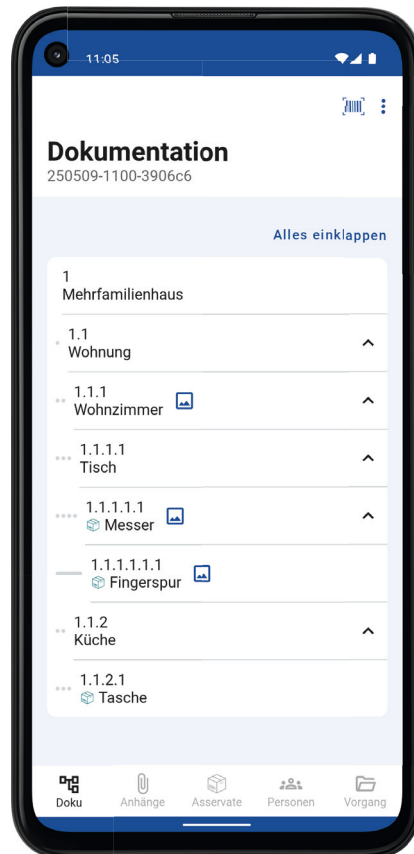 11:05
Dokumentation
250509-1100-3906c6
Alles einklappen
1
Mehrfamilienhaus
1.1
Wohnung
1.1.1
Wohnzimmer
1.1.1.1
Tisch
1.1.1.1.1
Messer
1.1.1.1.1.1
Fingerspur
1.1.2
Küche
1.1.2.1
Tasche
Doku Anhänge Asservate Personen Vorgang